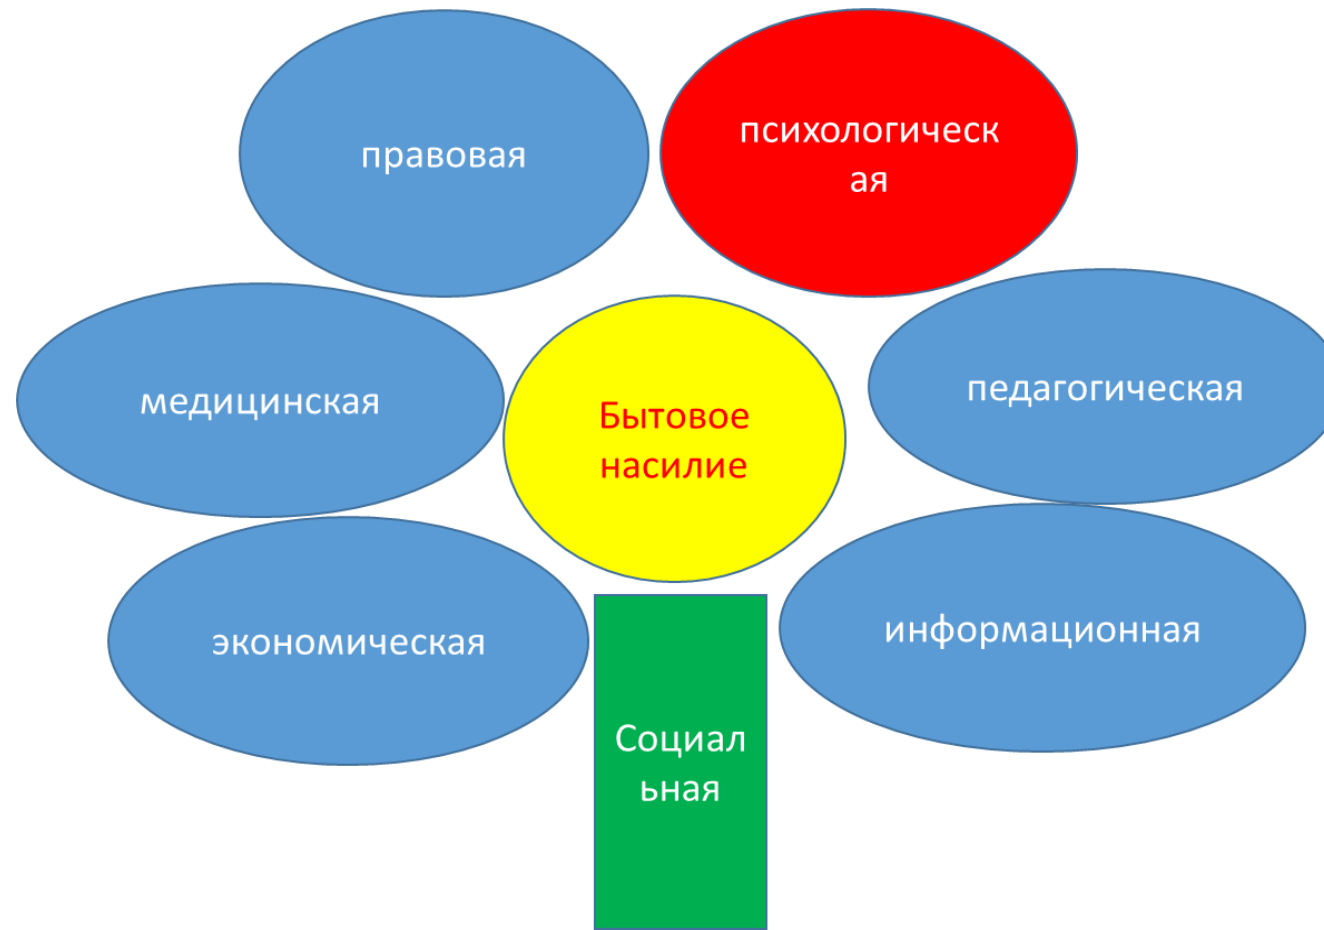 правовая
психологическ
ая
медицинская
педагогическая
Бытовое
насилие
экономическая
информационная
Социал
ьная